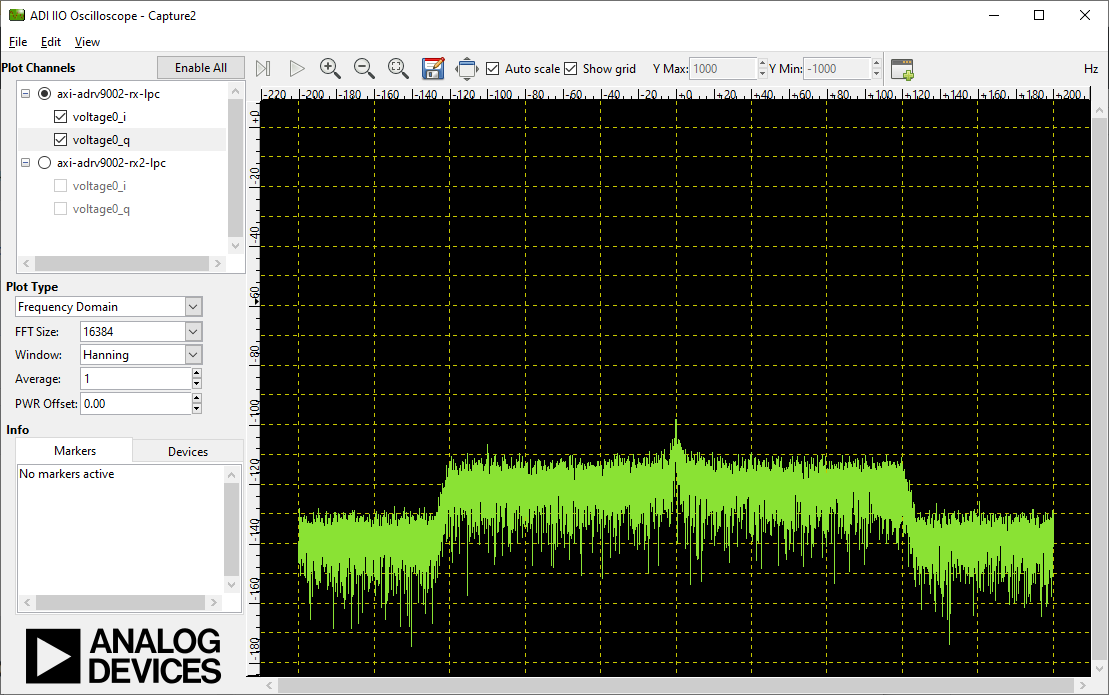 ADI IIO Oscilloscope - Capture2
File Edit View
Plot Channels Enable All Auto scale Show grid Y Max: 1000 Y Min: -1000 Hz
axi-adrv9002-rx-lpc
voltage0_i
voltage0_q
axi-adrv9002-rx2-lpc
voltage0_i
voltage0_q
-220 -200 -180 -160 -140 -120 -100 -80 -60 -40 -20 +0 +20 +40 +60 +80 +100 +120 +140 +160 +180 +200
+0
-20
-40
-60
-80
-100
-120
-140
-160
-180
Plot Type
Frequency Domain
FFT Size: 16384
Window: Hanning
Average: 1
PWR Offset: 0.00
Info
Markers Devices
No markers active
ANALOG
DEVICES